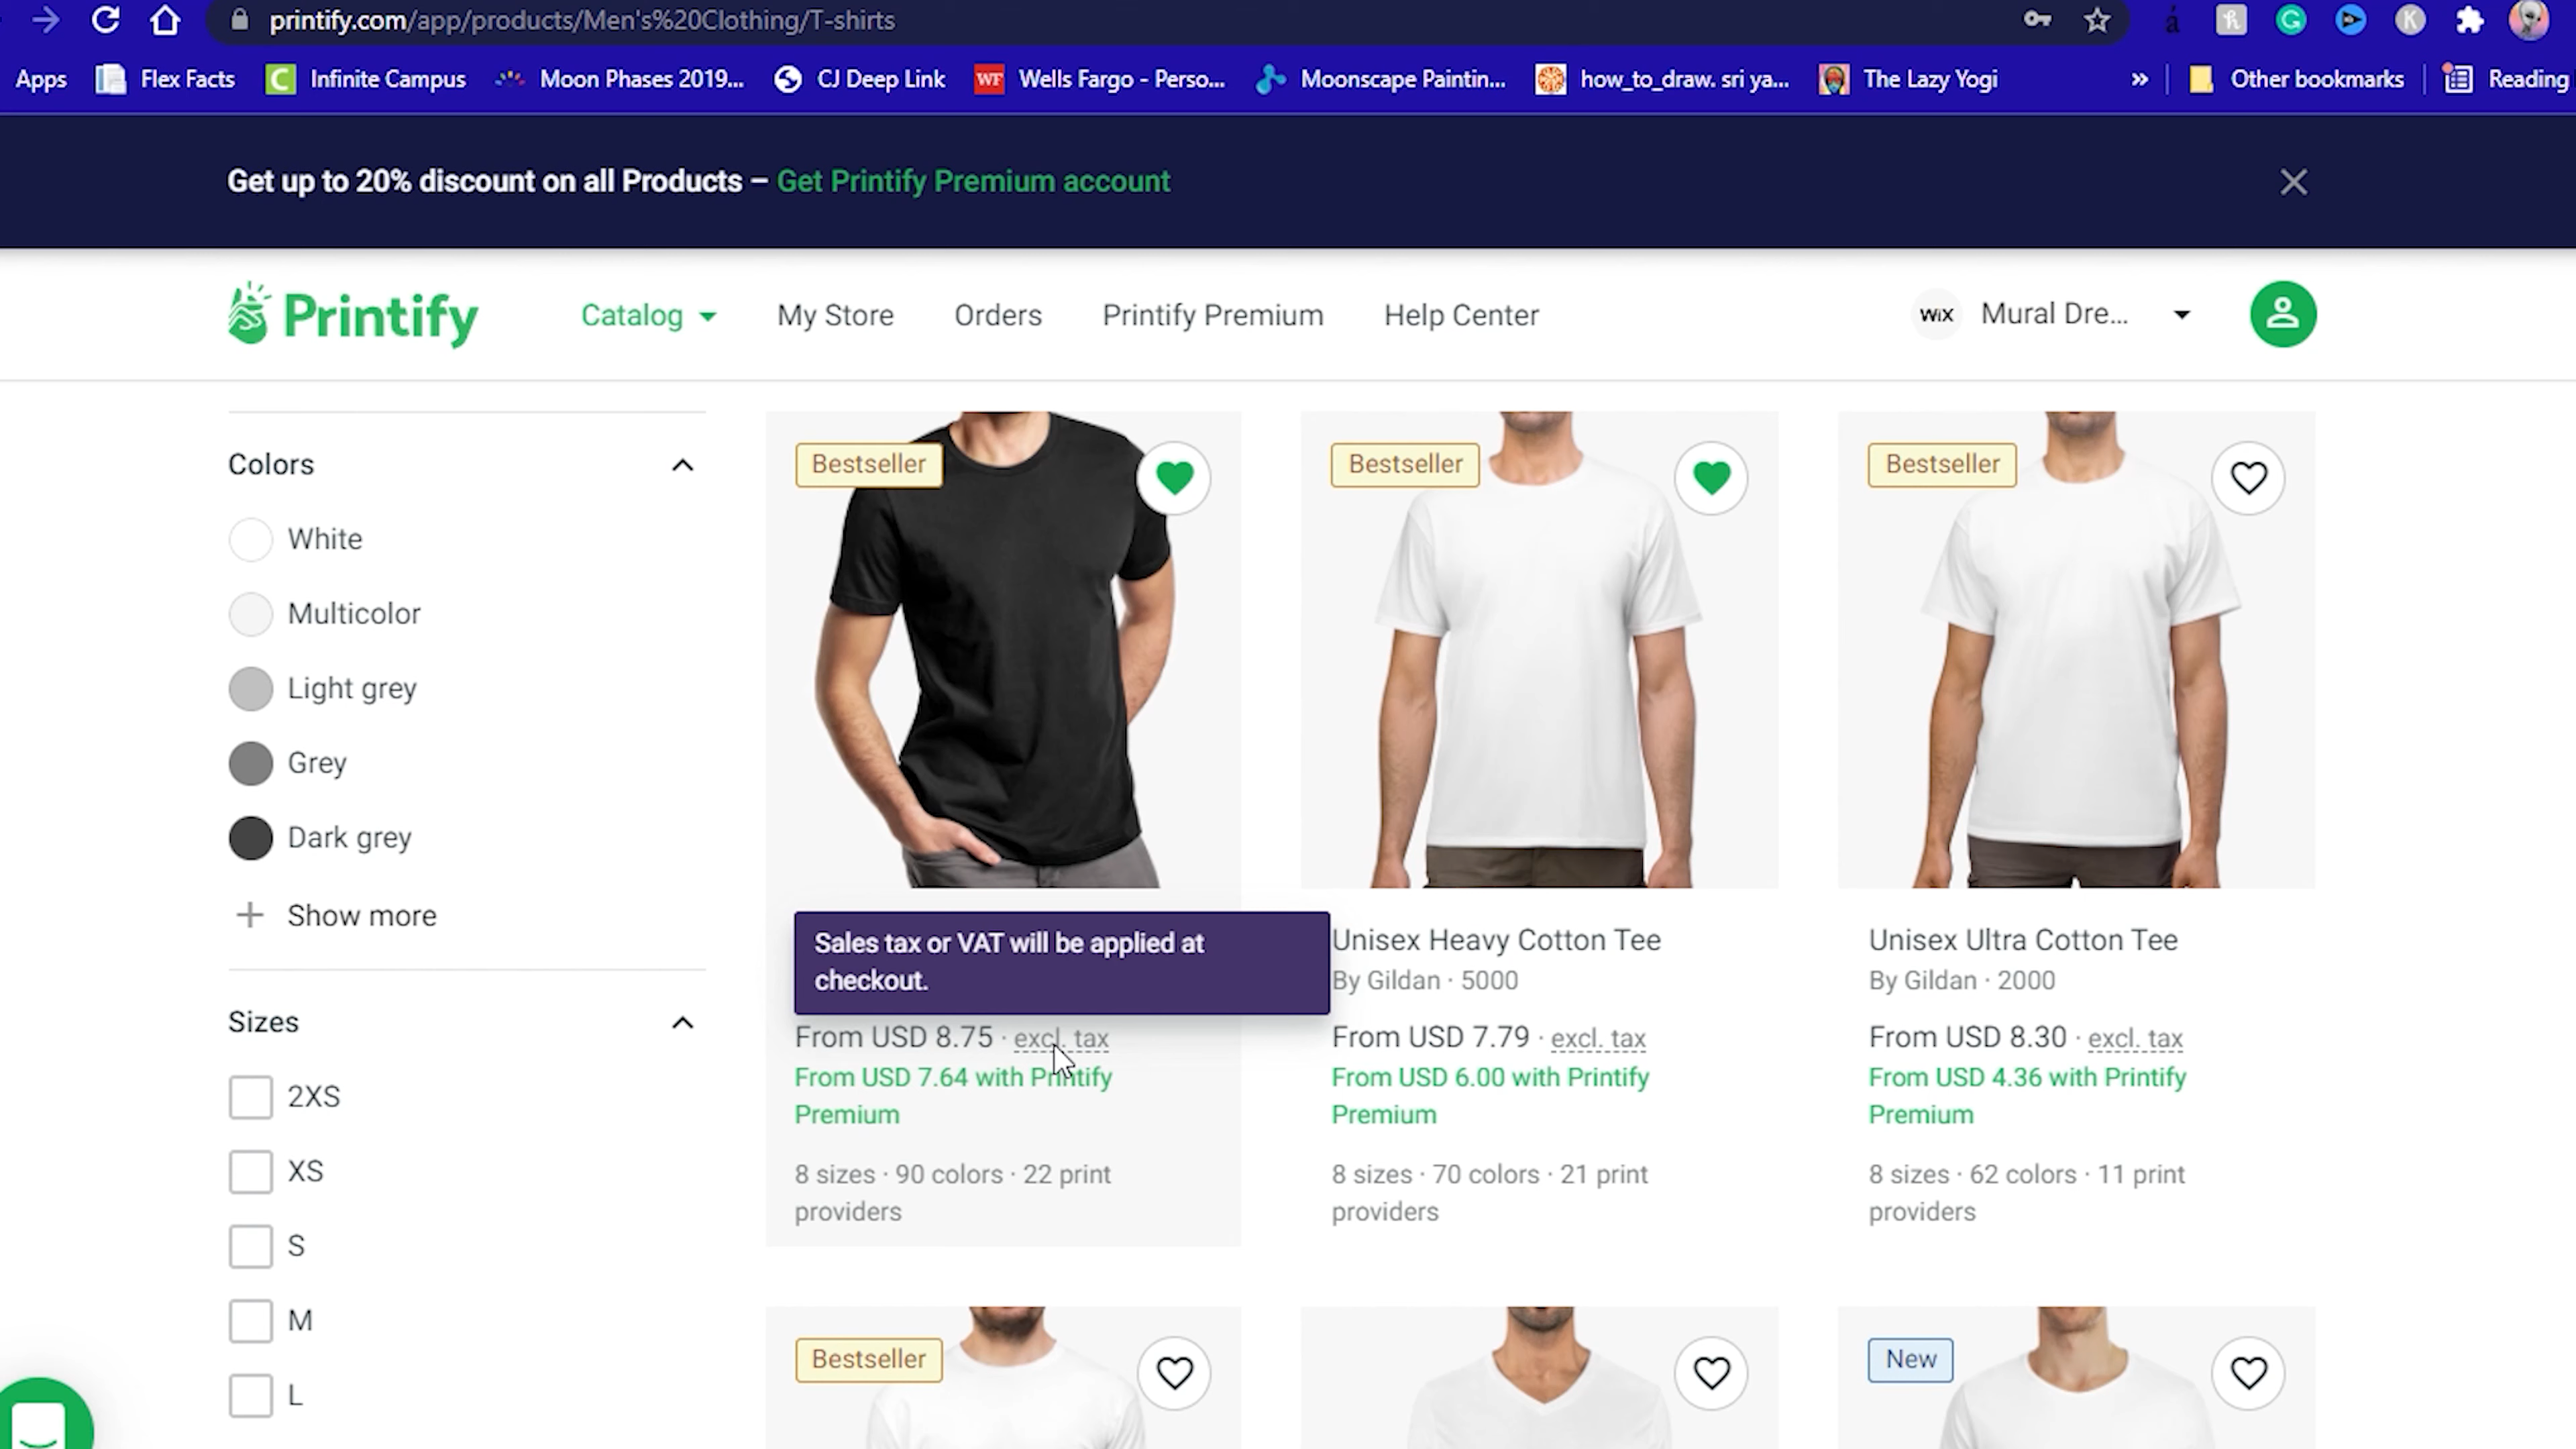 printify.com/app/products/Men's%20Clothing/T-shirts
Apps
Flex Facts
Infinite Campus
Moon Phases 2019...
CJ Deep Link
WF
Wells Fargo - Perso...
Moonscape Paintin...
how_to_draw. sri ya...
The Lazy Yogi
»
Other bookmarks
Reading
Get up to 20% discount on all Products – Get Printify Premium account
Printify
Catalog
My Store
Orders
Printify Premium
Help Center
WiX
Mural Dre...
Colors
White
Multicolor
Light grey
Grey
Dark grey
Show more
Sizes
2XS
XS
S
M
L
Bestseller
Sales tax or VAT will be applied at
checkout.
From USD 8.75 · excl. tax
From USD 7.64 with Printify
Premium
8 sizes · 90 colors · 22 print
providers
Bestseller
Unisex Heavy Cotton Tee
By Gildan · 5000
From USD 7.79 · excl. tax
From USD 6.00 with Printify
Premium
8 sizes · 70 colors · 21 print
providers
Bestseller
Unisex Ultra Cotton Tee
By Gildan · 2000
From USD 8.30 · excl. tax
From USD 4.36 with Printify
Premium
8 sizes · 62 colors · 11 print
providers
Bestseller
New